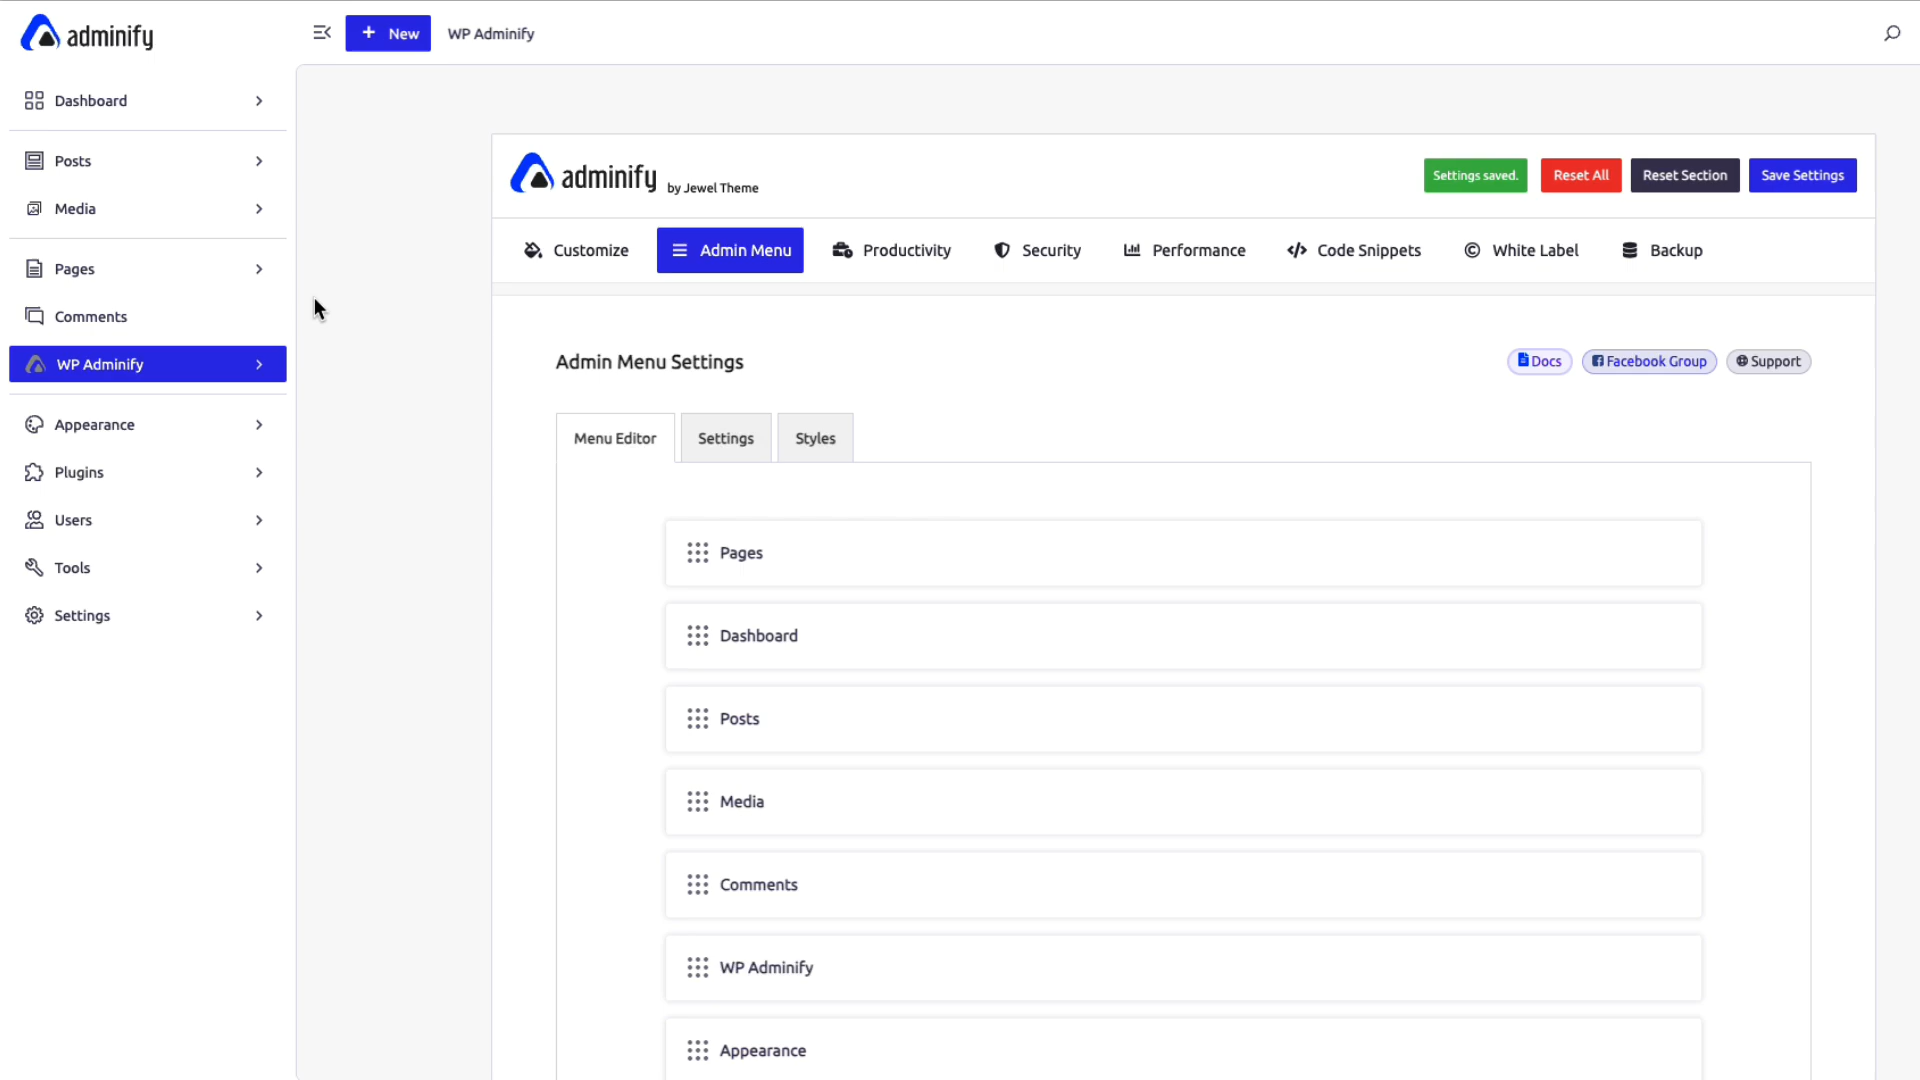 adminify
New
WP Adminify
Dashboard
Posts
Media
Pages
Comments
WP Adminify
Appearance
Plugins
Users
Tools
Settings
adminify by Jewel Theme
Settings saved.
Reset All
Reset Section
Save Settings
Customize
Admin Menu
Productivity
Security
Performance
Code Snippets
White Label
Backup
Admin Menu Settings
Docs
Facebook Group
Support
Menu Editor
Settings
Styles
Pages
Dashboard
Posts
Media
Comments
WP Adminify
Appearance